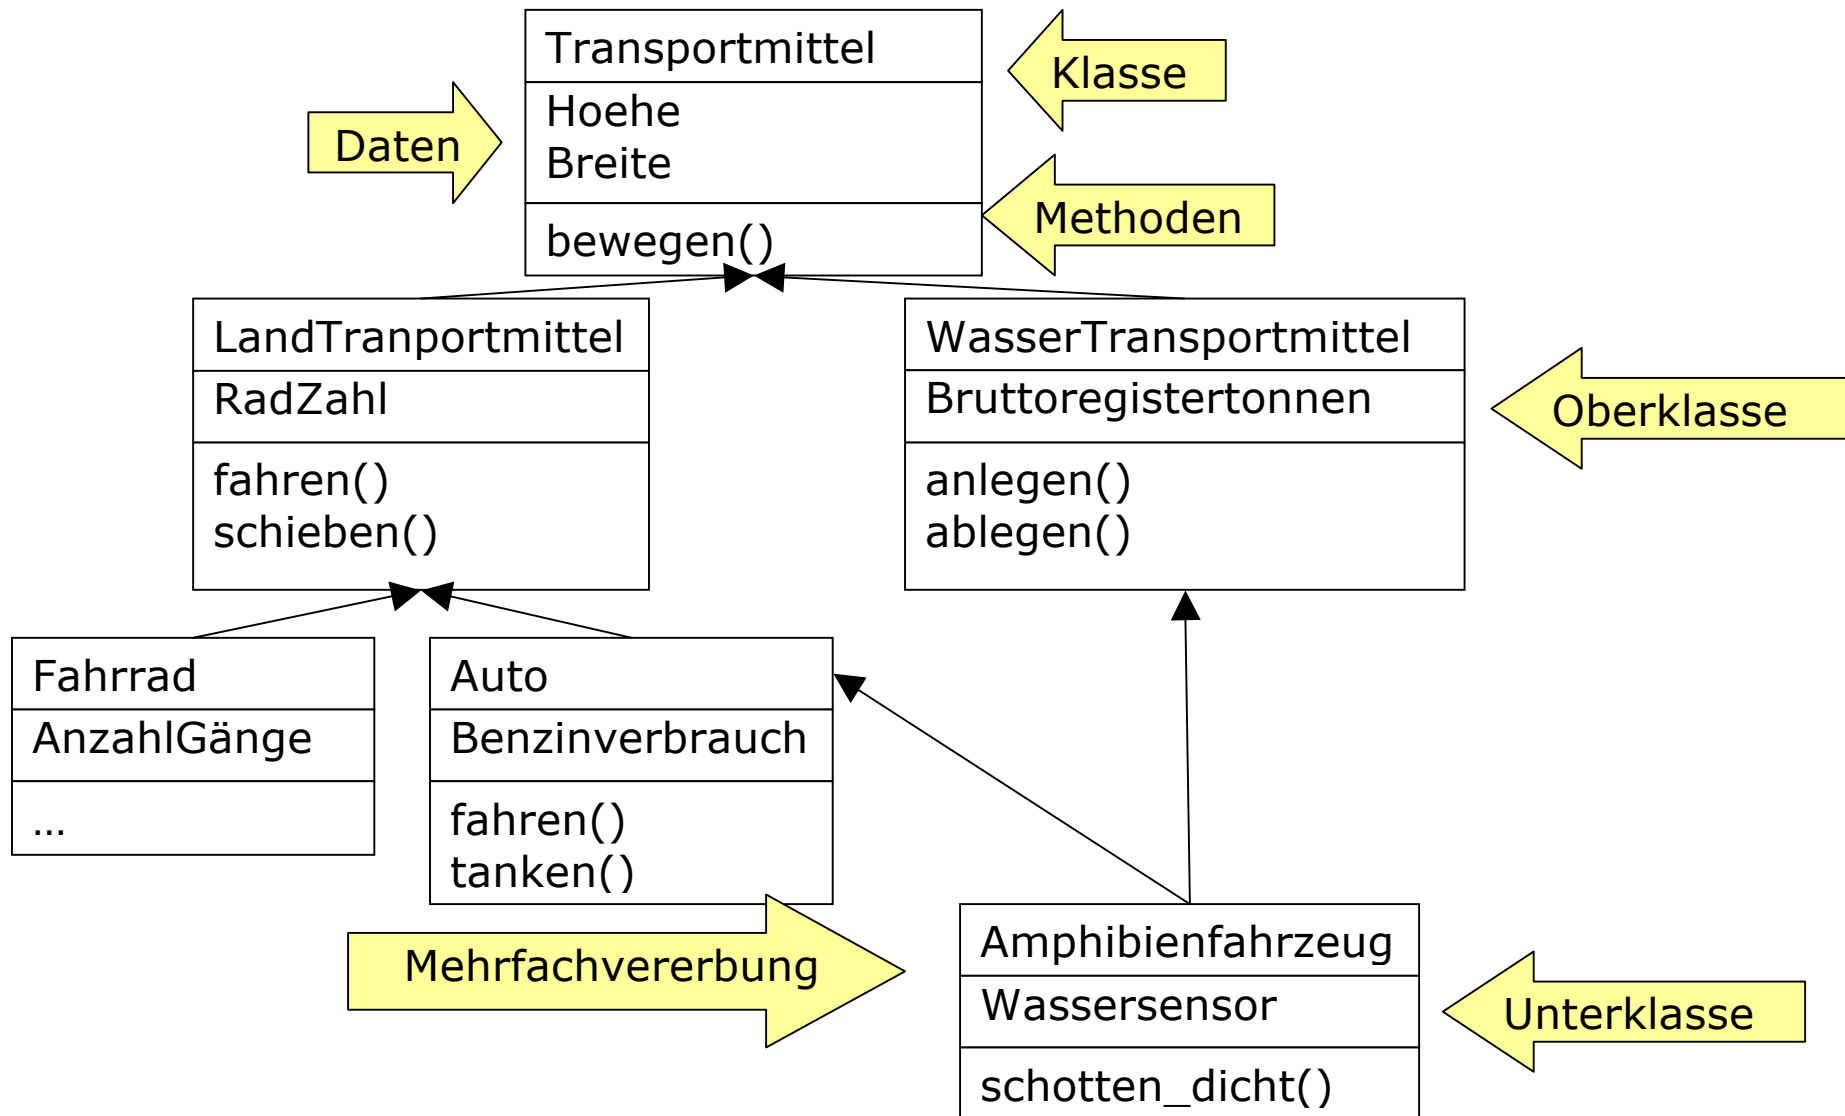 Transportmittel
Klasse
Hoehe
Daten
Breite
Methoden
bewegen()
LandTranportmittel
RadZahl
fahren()
schieben()
WasserTransportmittel
Bruttoregistertonnen
Oberklasse
anlegen()
ablegen()
Fahrrad
AnzahlGänge
...
Auto
Benzinverbrauch
fahren()
tanken()
Mehrfachvererbung
Amphibienfahrzeug
Wassersensor
Unterklasse
schotten_dicht()